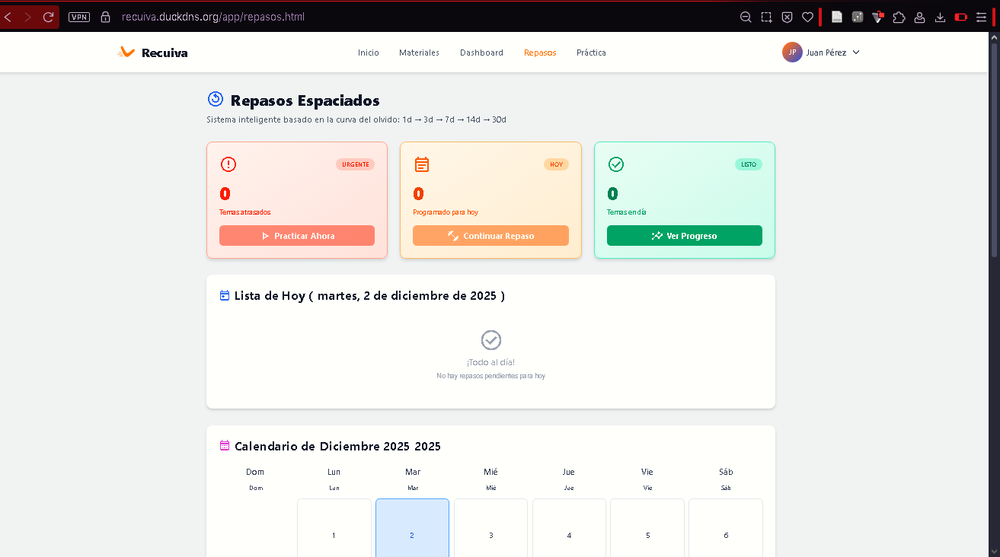 VPN
recuiva.duckdns.org/app/repasos.html
Recuiva
Inicio Materiales Dashboard Repasos Práctica
JP Juan Pérez
Repasos Espaciados
Sistema inteligente basado en la curva del olvido: 1d → 3d → 7d → 14d → 30d
URGENTE
0
Temas atrasados
Practicar Ahora
HOY
0
Programado para hoy
Continuar Repaso
LISTO
0
Temas en día
Ver Progreso
Lista de Hoy ( martes, 2 de diciembre de 2025 )
¡Todo al día!
No hay repasos pendientes para hoy
Calendario de Diciembre 2025 2025
Dom Lun Mar Mié Jue Vie Sáb
Dom Lun Mar Mié Jue Vie Sáb
1 2 3 4 5 6